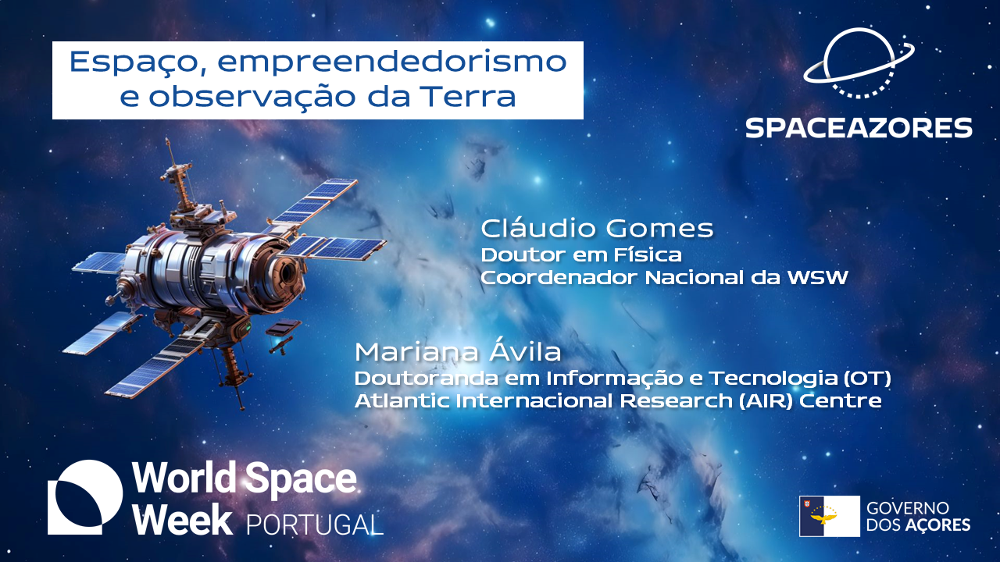 Espaço, empreendedorismo
e observação da Terra
SPACEAZORES
Cláudio Gomes
Doutor em Física
Coordenador Nacional da WSW
Mariana Ávila
Doutoranda em Informação e Tecnologia (OT)
Atlantic Internacional Research (AIR) Centre
World Space
Week PORTUGAL
GOVERNO
DOS AÇORES